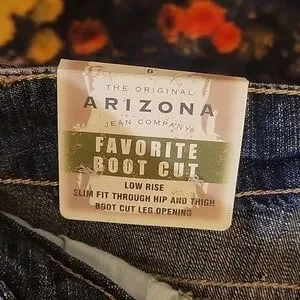 6
THE ORIGINAL
ARIZONA
JEAN COMPANY
FAVORITE
BOOT CUT
LOW RISE
SLIM FIT THROUGH HIP AND THIGH
BOOT CUT LEG OPENING